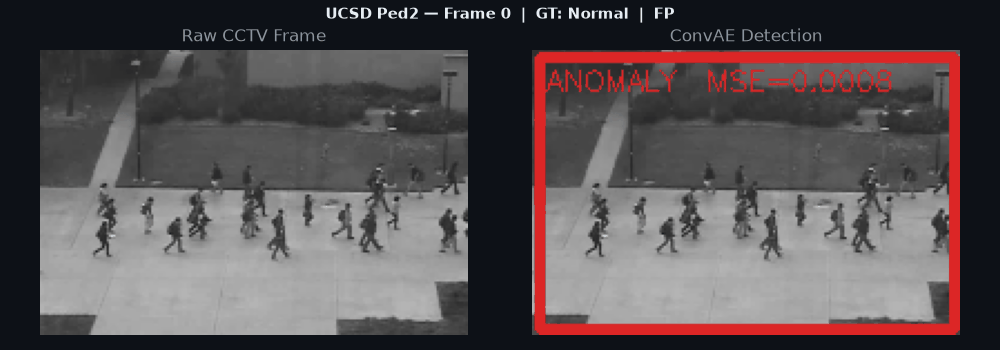 UCSD Ped2 — Frame 0 | GT: Normal | FP
Raw CCTV Frame
ConvAE Detection
ANOMALY MSE=0.0008